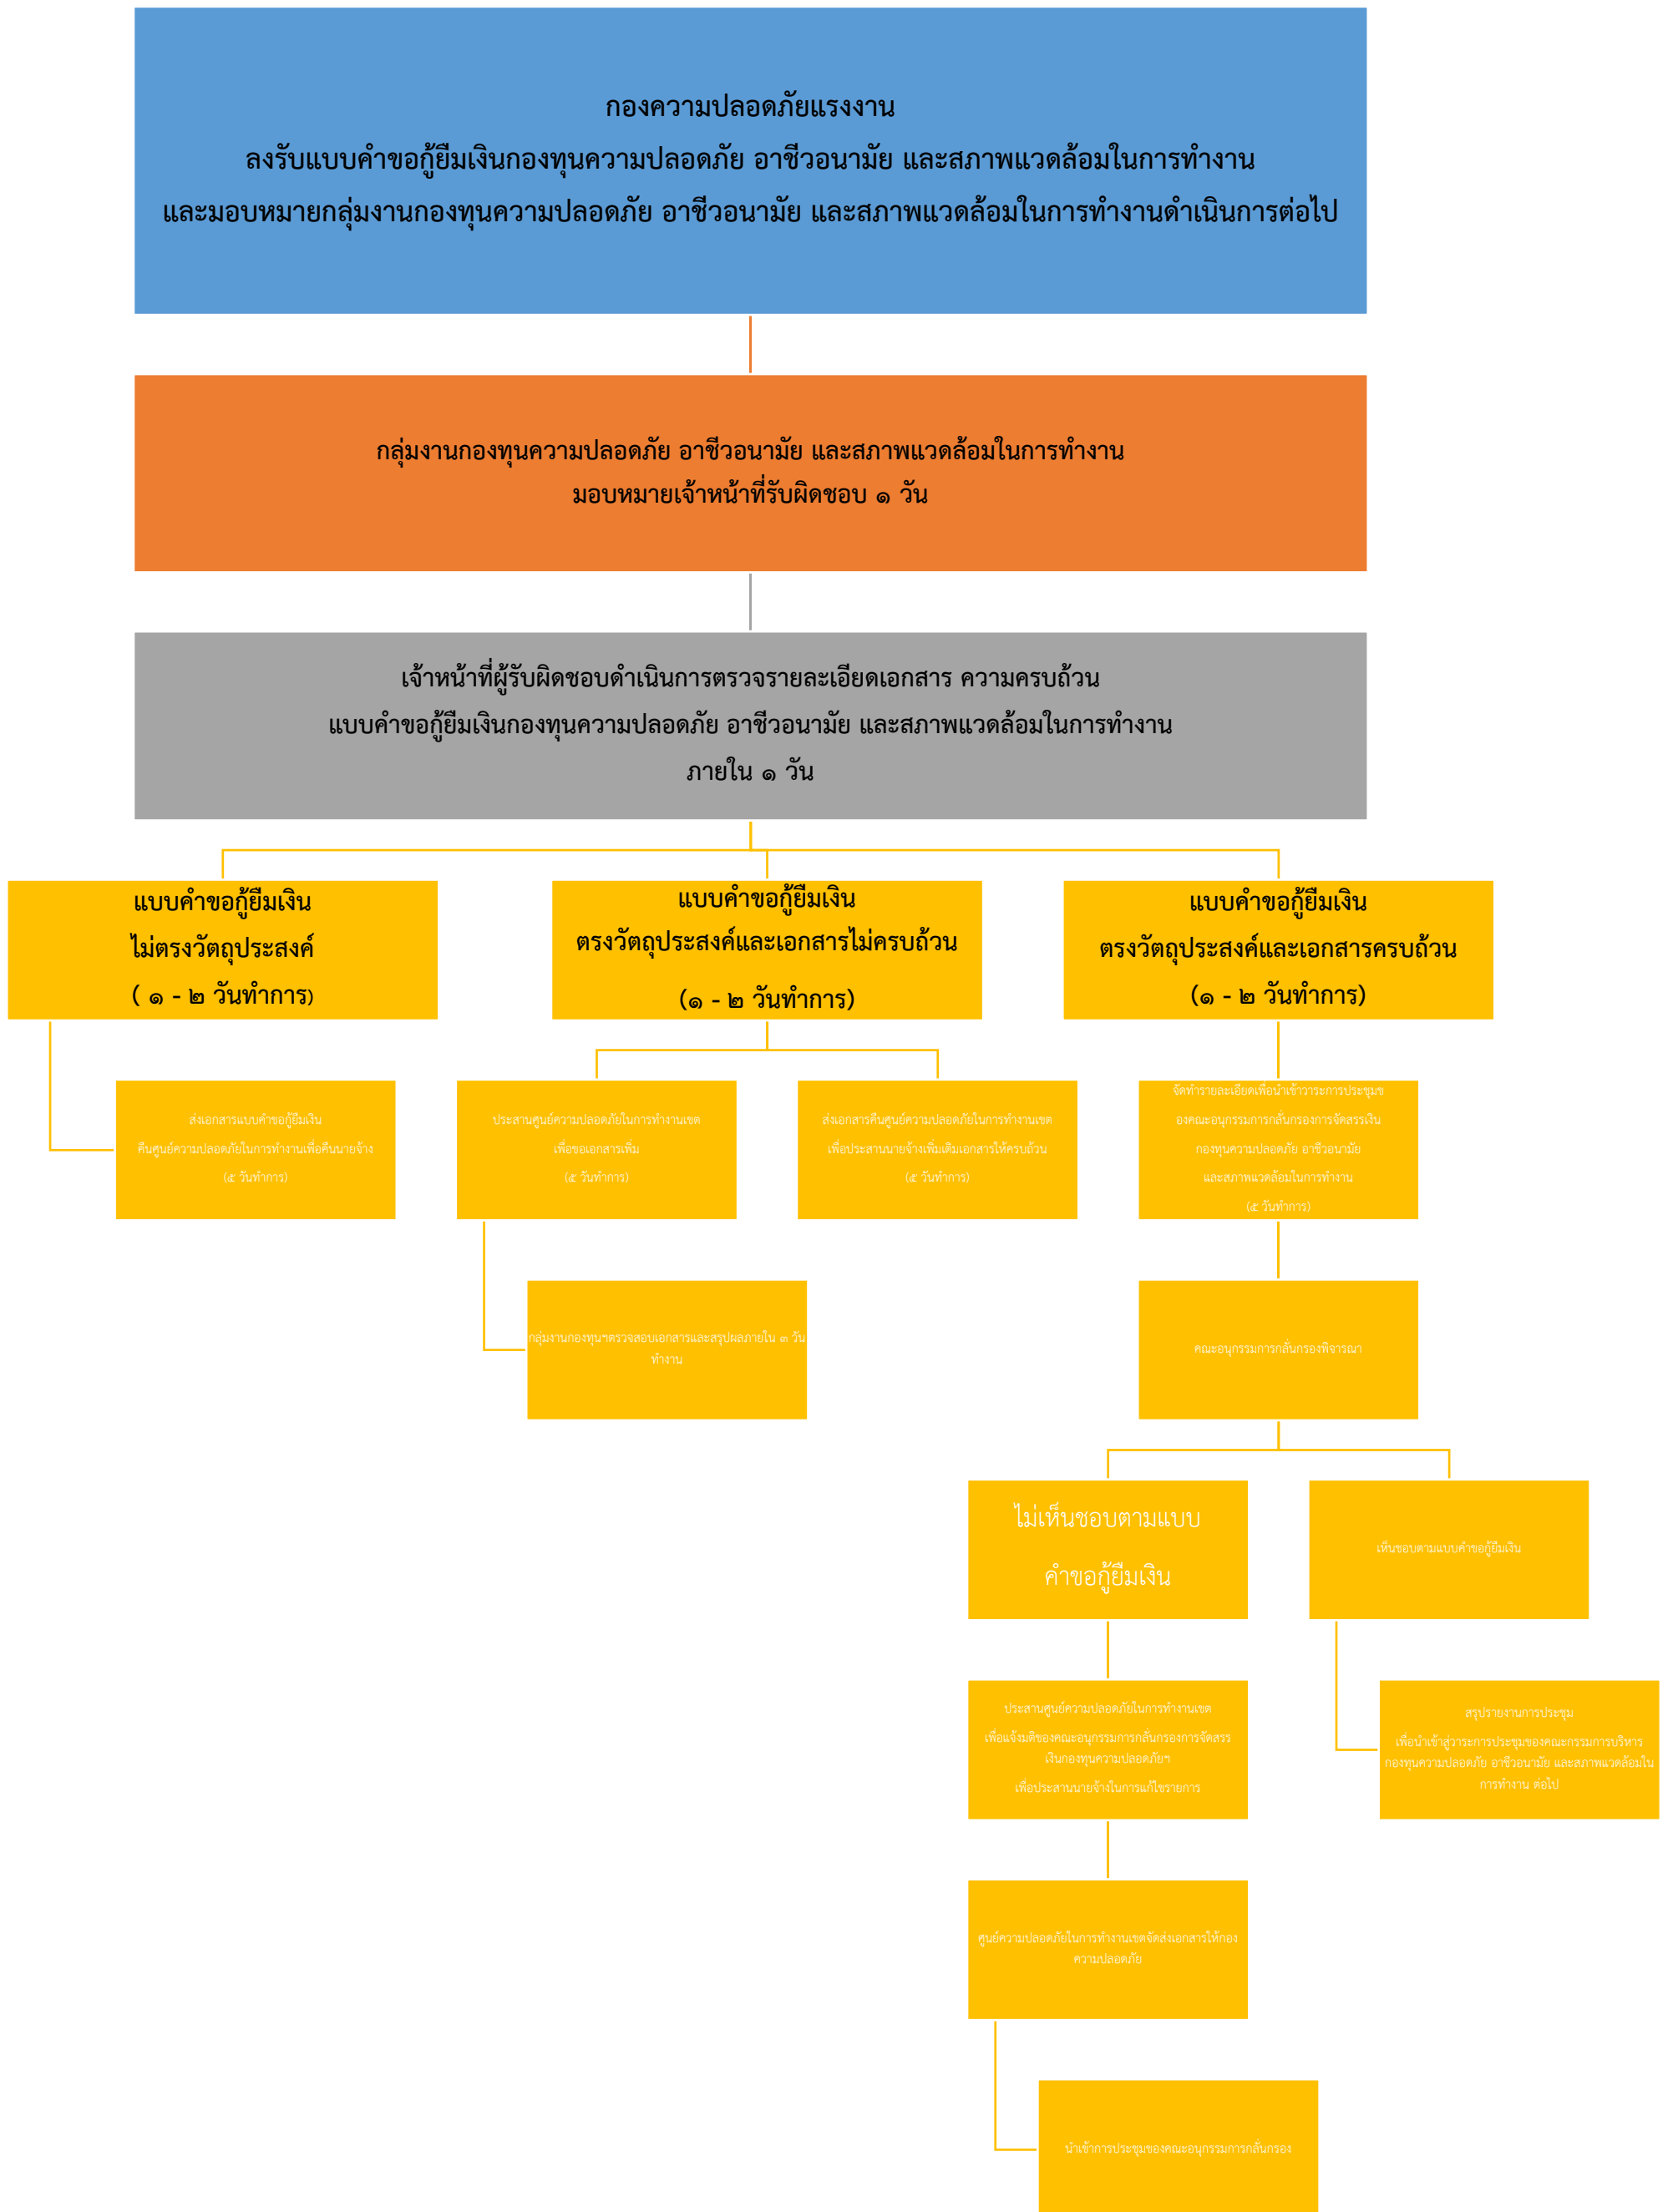 กองความปลอดภัยแรงงาน
ลงรับแบบคำขอกู้ยืมเงินกองทุนความปลอดภัย อาชีวอนามัย และสภาพแวดล้อมในการทำงาน
และมอบหมายกลุ่มงานกองทุนความปลอดภัย อาชีวอนามัย และสภาพแวดล้อมในการทำงานดำเนินการต่อไป
กลุ่มงานกองทุนความปลอดภัย อาชีวอนามัย และสภาพแวดล้อมในการทำงาน
มอบหมายเจ้าหน้าที่รับผิดชอบ ๑ วัน
เจ้าหน้าที่ผู้รับผิดชอบดำเนินการตรวจรายละเอียดเอกสาร ความครบถ้วน
แบบคำขอกู้ยืมเงินกองทุนความปลอดภัย อาชีวอนามัย และสภาพแวดล้อมในการทำงาน
ภายใน ๑ วัน
แบบคำขอกู้ยืมเงิน
ไม่ตรงวัตถุประสงค์
( ๑ - ๒ วันทำการ)
แบบคำขอกู้ยืมเงิน
ตรงวัตถุประสงค์และเอกสารไม่ครบถ้วน
(๑ - ๒ วันทำการ)
แบบคำขอกู้ยืมเงิน
ตรงวัตถุประสงค์และเอกสารครบถ้วน
(๑ - ๒ วันทำการ)
ส่งเอกสารแบบคำขอกู้ยืมเงิน
คืนศูนย์ความปลอดภัยในการทำงานเพื่อคืนนายจ้าง
(๕ วันทำการ)
ประสานศูนย์ความปลอดภัยในการทำงานเขต
เพื่อขอเอกสารเพิ่ม
(๕ วันทำการ)
ส่งเอกสารคืนศูนย์ความปลอดภัยในการทำงานเขต
เพื่อประสานนายจ้างเพิ่มเติมเอกสารให้ครบถ้วน
(๕ วันทำการ)
จัดทำรายละเอียดเพื่อนำเข้าวาระการประชุมข
องคณะอนุกรรมการกลั่นกรองการจัดสรรเงิน
กองทุนความปลอดภัย อาชีวอนามัย
และสภาพแวดล้อมในการทำงาน
(๕ วันทำการ)
กลุ่มงานกองทุนฯตรวจสอบเอกสารและสรุปผลภายใน ๓ วัน
ทำงาน
คณะอนุกรรมการกลั่นกรองพิจารณา
ไม่เห็นชอบตามแบบ
คำขอกู้ยืมเงิน
เห็นชอบตามแบบคำขอกู้ยืมเงิน
ประสานศูนย์ความปลอดภัยในการทำงานเขต
เพื่อแจ้งมติของคณะอนุกรรมการกลั่นกรองการจัดสรร
เงินกองทุนความปลอดภัยฯ
เพื่อประสานนายจ้างในการแก้ไขรายการ
สรุปรายงานการประชุม
เพื่อนำเข้าสู่วาระการประชุมของคณะกรรมการบริหาร
กองทุนความปลอดภัย อาชีวอนามัย และสภาพแวดล้อมใน
การทำงาน ต่อไป
ศูนย์ความปลอดภัยในการทำงานเขตจัดส่งเอกสารให้กอง
ความปลอดภัย
นำเข้าการประชุมของคณะอนุกรรมการกลั่นกรอง